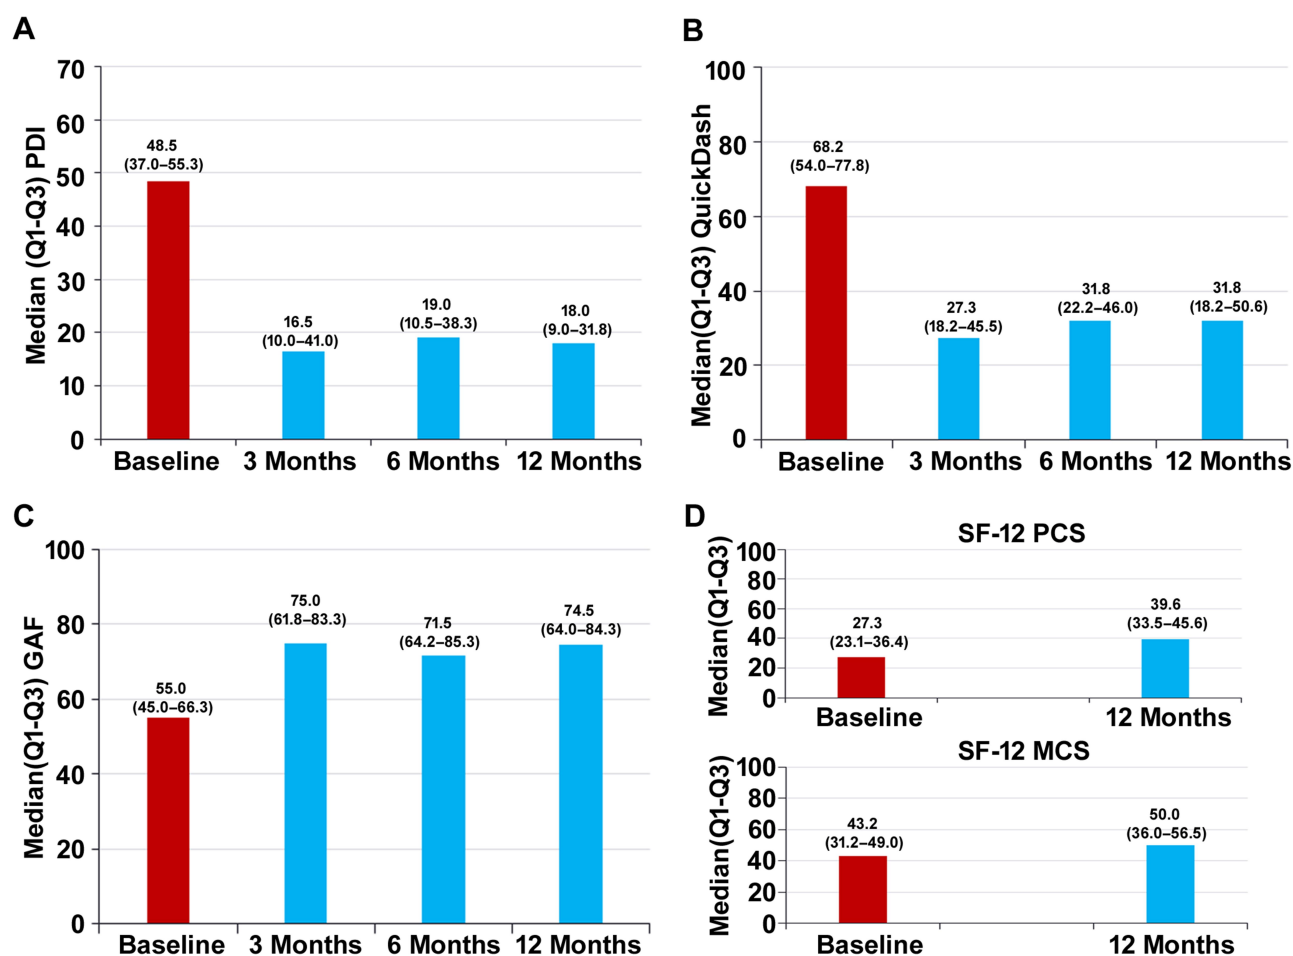 A
Median (Q1-Q3) PDI
70
60
50
40
30
20
10
0
48.5
(37.0–55.3)
16.5
(10.0–41.0)
19.0
(10.5–38.3)
18.0
(9.0–31.8)
Baseline
3 Months
6 Months
12 Months
B
Median(Q1-Q3) QuickDash
100
80
60
40
20
0
68.2
(54.0–77.8)
27.3
(18.2–45.5)
31.8
(22.2–46.0)
31.8
(18.2–50.6)
Baseline
3 Months
6 Months
12 Months
C
Median(Q1-Q3) GAF
100
80
60
40
20
0
55.0
(45.0–66.3)
75.0
(61.8–83.3)
71.5
(64.2–85.3)
74.5
(64.0–84.3)
Baseline
3 Months
6 Months
12 Months
D
SF-12 PCS
Median(Q1-Q3)
100
80
60
40
20
0
27.3
(23.1–36.4)
39.6
(33.5–45.6)
Baseline
12 Months
SF-12 MCS
Median(Q1-Q3)
100
80
60
40
20
0
43.2
(31.2–49.0)
50.0
(36.0–56.5)
Baseline
12 Months